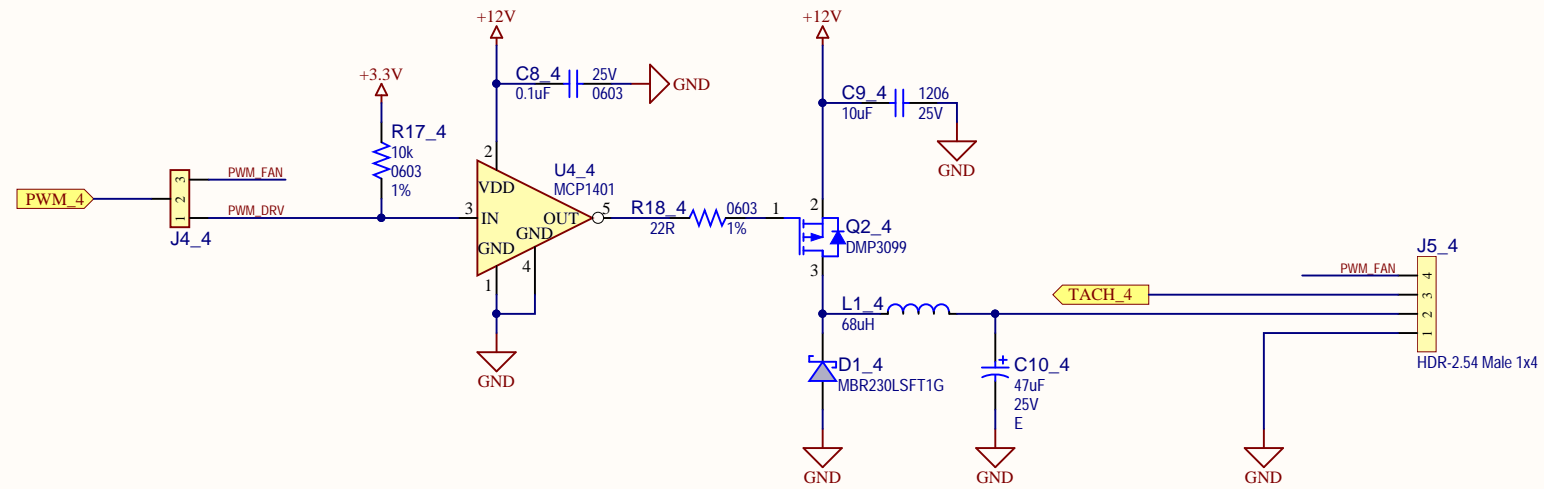 +12V
+12V
+3.3V
C8_4
25V
0.1uF
0603
GND
C9_4
1206
10uF
25V
GND
R17_4
10k
0603
1%
2
U4_4
MCP1401
VDD
PWM_FAN
PWM_4
3
2
1
PWM_DRV
J4_4
3
IN
OUT
5
GND
GND
4
1
GND
R18_4
0603
22R
1%
1
2
Q2_4
DMP3099
3
L1_4
68uH
D1_4
MBR230LSFT1G
GND
C10_4
47uF
25V
E
GND
TACH_4
PWM_FAN
J5_4
4
3
2
1
HDR-2.54 Male 1x4
GND
+